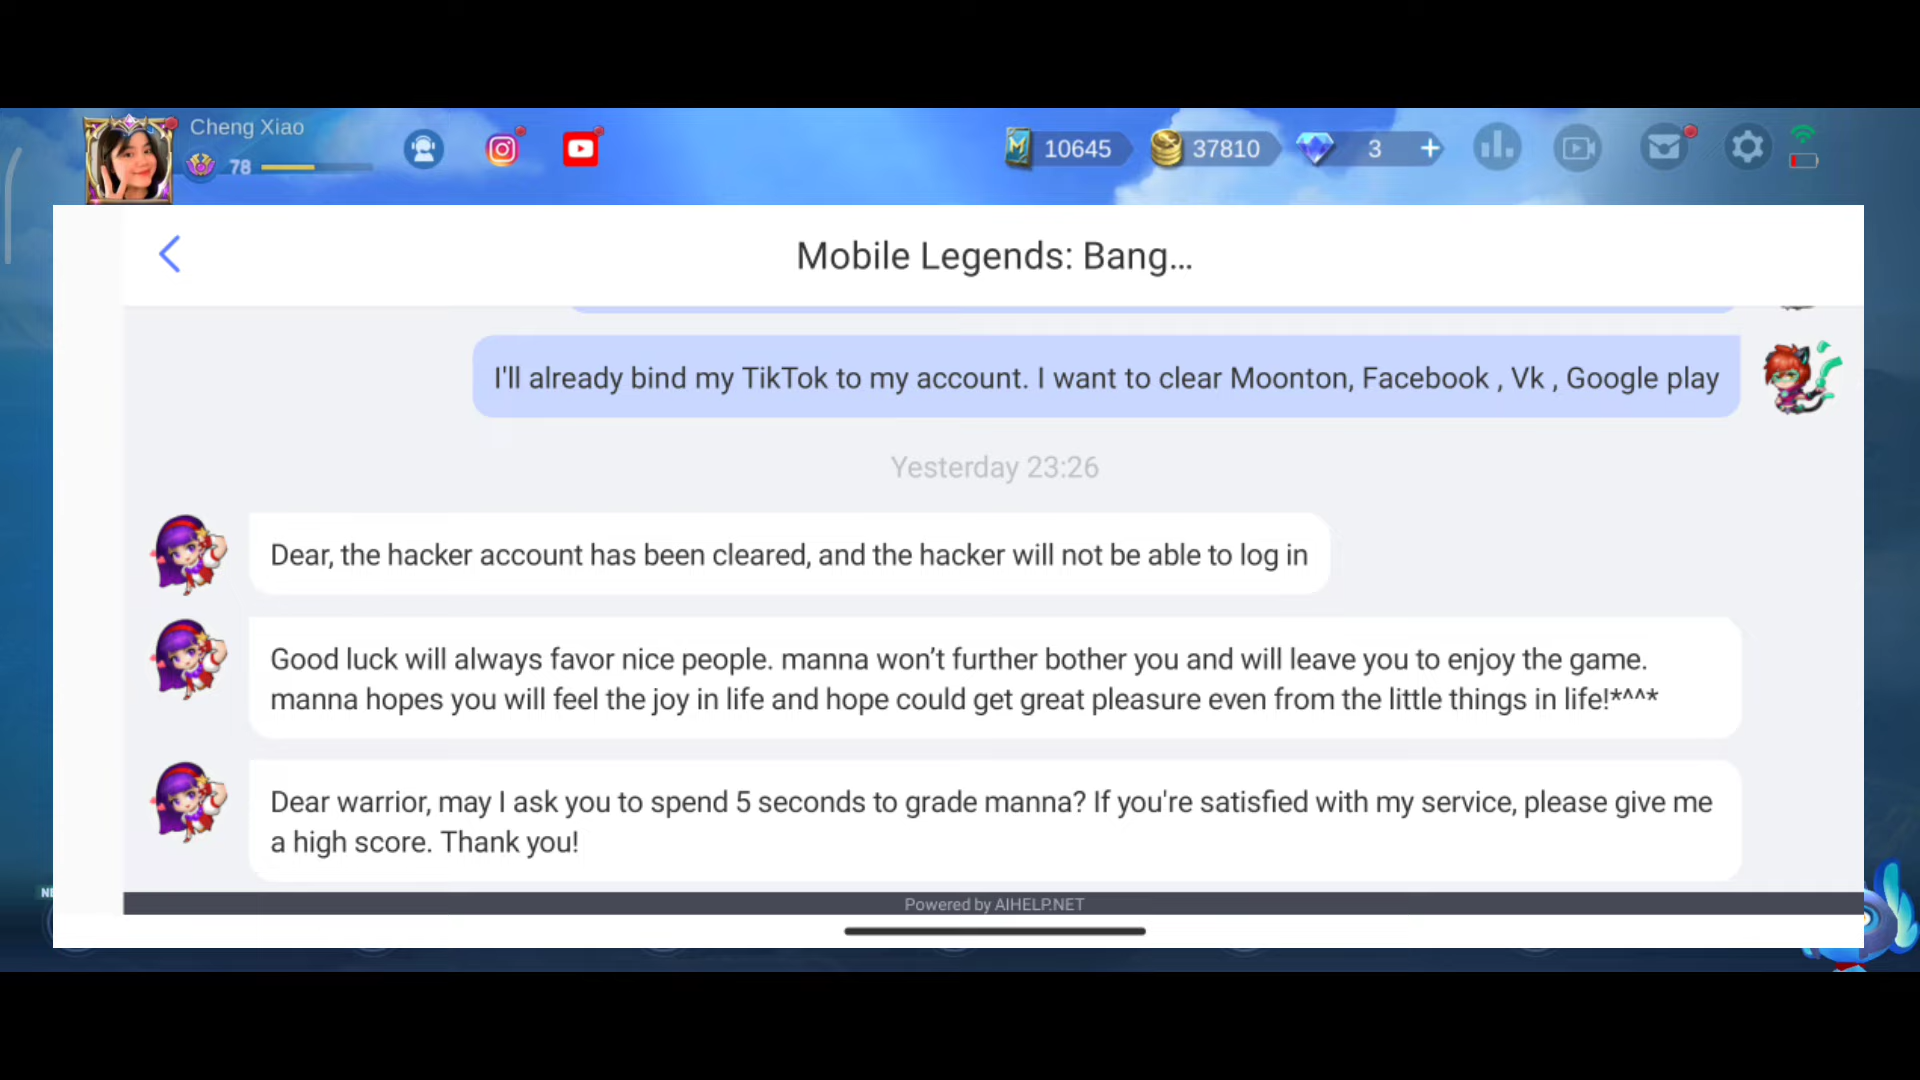 Cheng Xiao
78
10645
37810
3
Mobile Legends: Bang...
I'll already bind my TikTok to my account. I want to clear Moonton, Facebook , Vk , Google play
Yesterday 23:26
Dear, the hacker account has been cleared, and the hacker will not be able to log in
Good luck will always favor nice people. manna won’t further bother you and will leave you to enjoy the game.
manna hopes you will feel the joy in life and hope could get great pleasure even from the little things in life!*^^^*
Dear warrior, may I ask you to spend 5 seconds to grade manna? If you're satisfied with my service, please give me
a high score. Thank you!
Powered by AIHELP.NET